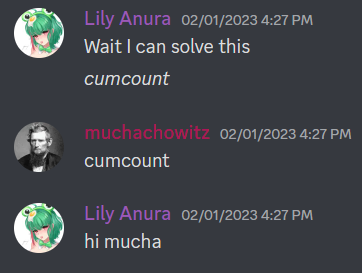 Lily Anura 02/01/2023 4:27 PM
Wait I can solve this
cumcount
muchachowitz 02/01/2023 4:27 PM
cumcount
Lily Anura 02/01/2023 4:27 PM
hi mucha